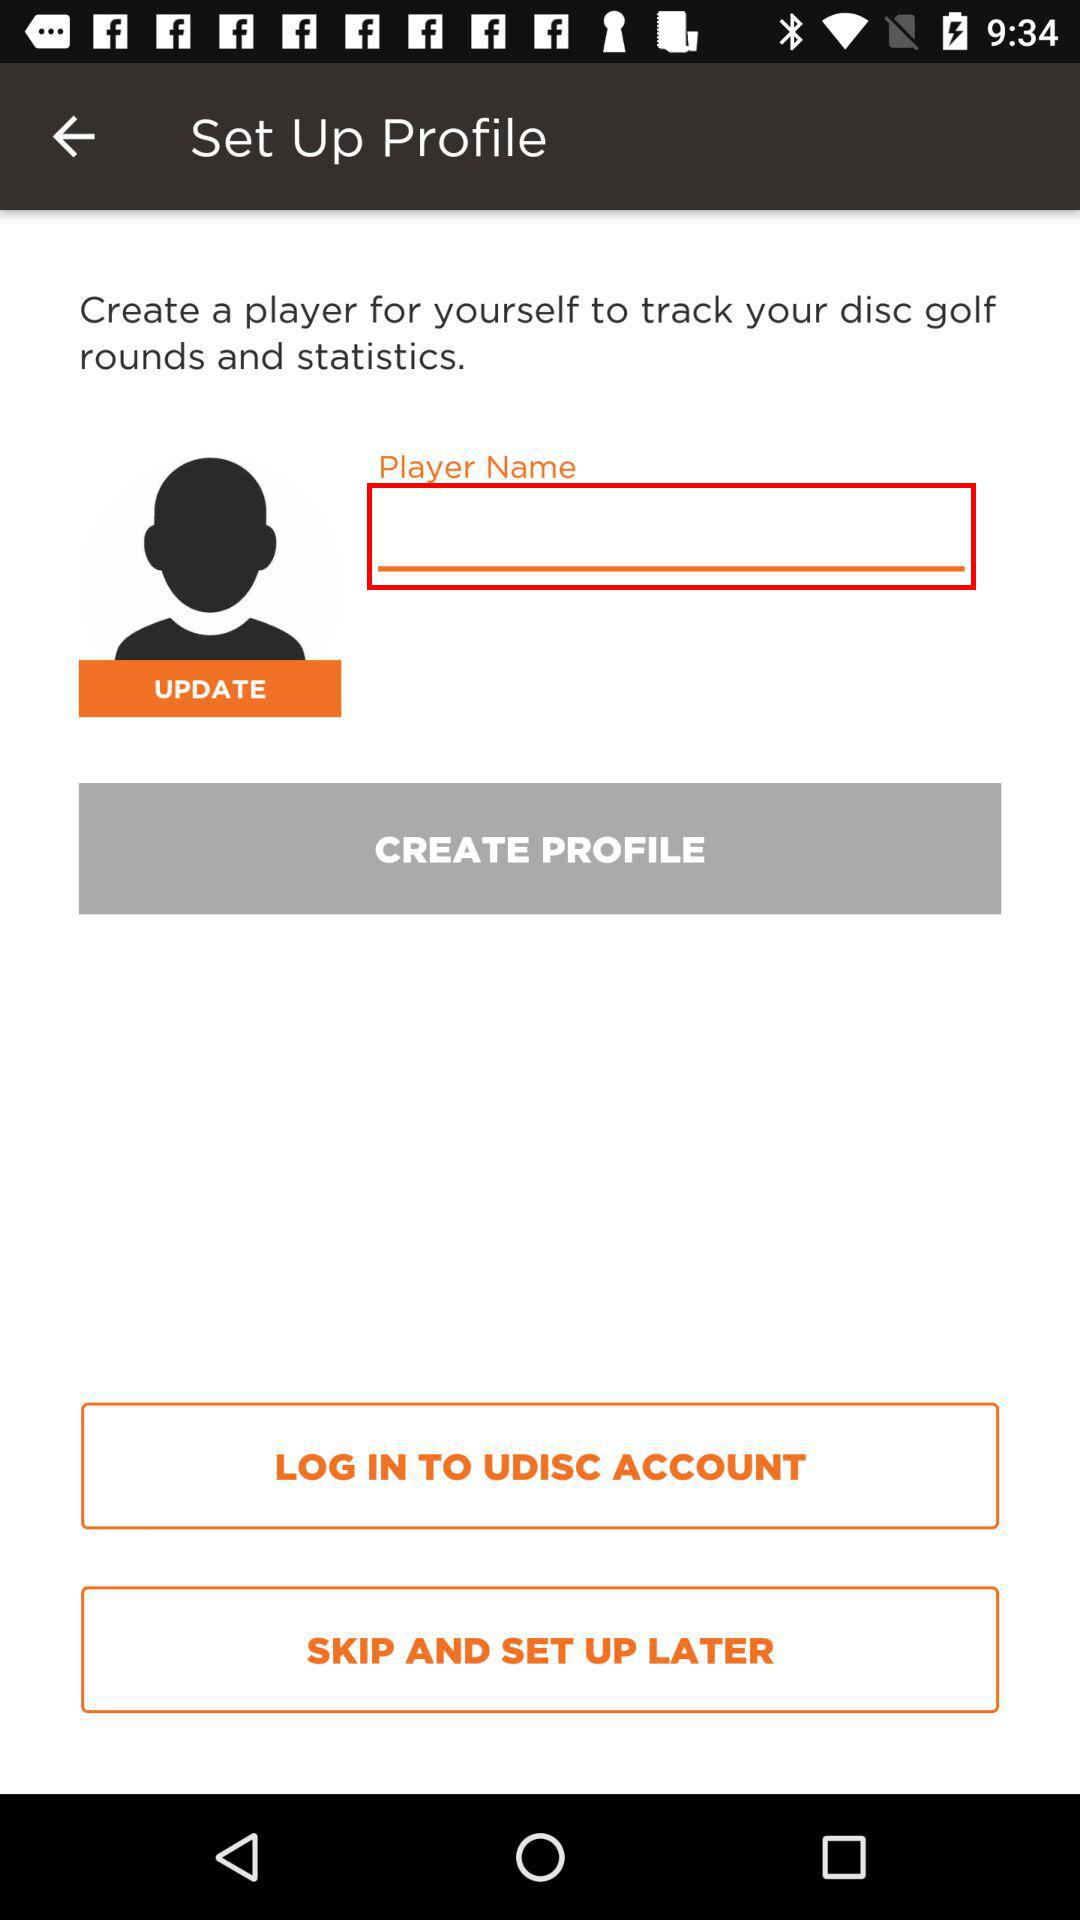 9:34
Set Up Profile
Create a player for yourself to track your disc golf
rounds and statistics.
Player Name
UPDATE
CREATE PROFILE
LOG IN TO UDISC ACCOUNT
SKIP AND SET UP LATER